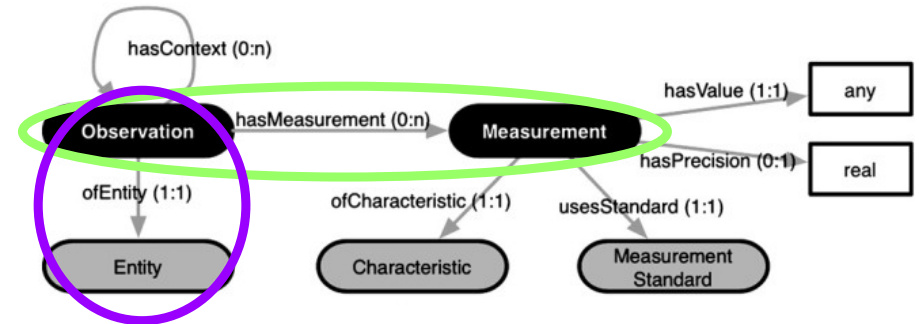 hasContext (0:n)
Observation
hasMeasurement (0:n)
Measurement
hasValue (1:1)
any
hasPrecision (0:1)
real
ofEntity (1:1)
ofCharacteristic (1:1)
usesStandard (1:1)
Entity
Characteristic
Measurement
Standard